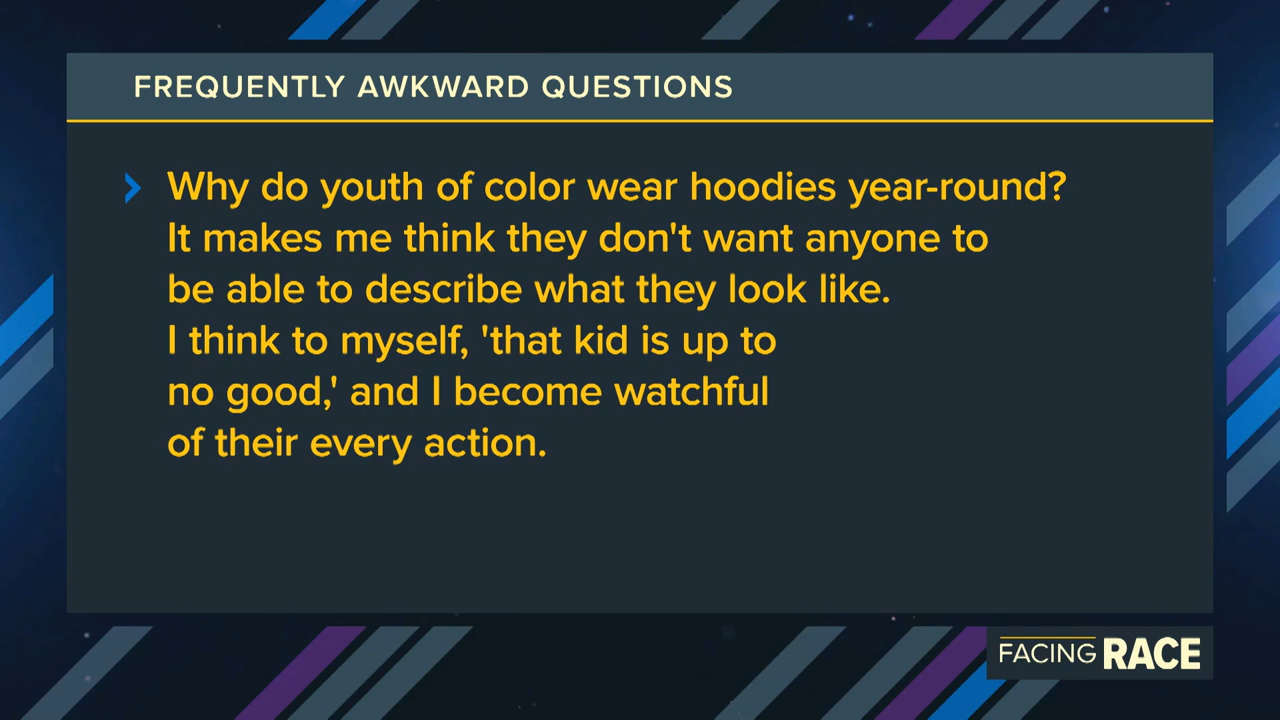 FREQUENTLY AWKWARD QUESTIONS
Why do youth of color wear hoodies year-round?
It makes me think they don't want anyone to
be able to describe what they look like.
I think to myself, 'that kid is up to
no good,' and I become watchful
of their every action.
FACING RACE